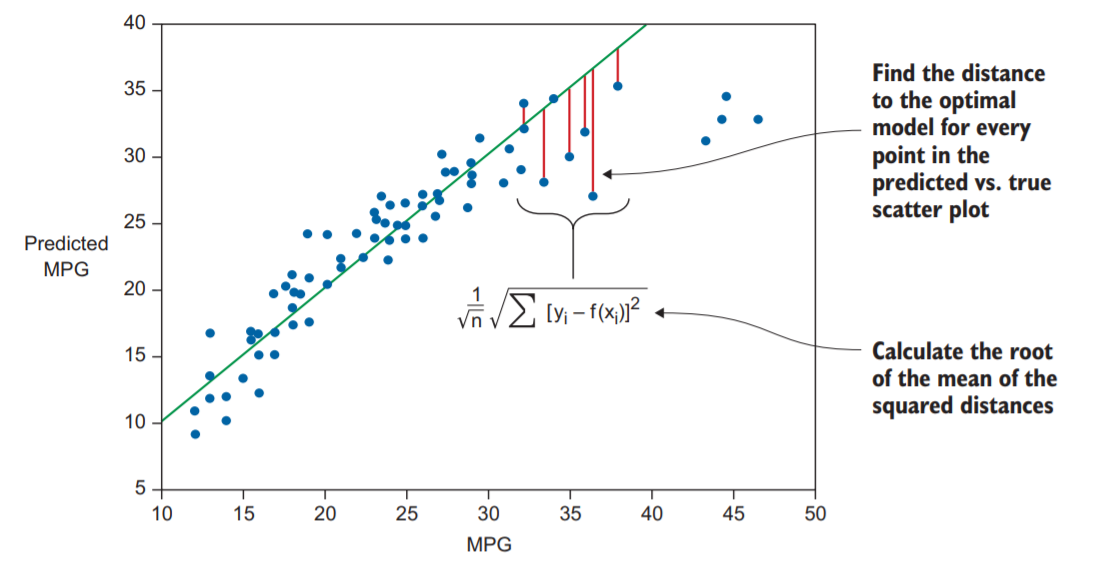 40
35
30
25
20
15
10
5
Predicted
MPG
10 15 20 25 30 35 40 45 50
MPG
1/√n √∑ [yᵢ – f(xᵢ)]²
Find the distance
to the optimal
model for every
point in the
predicted vs. true
scatter plot
Calculate the root
of the mean of the
squared distances